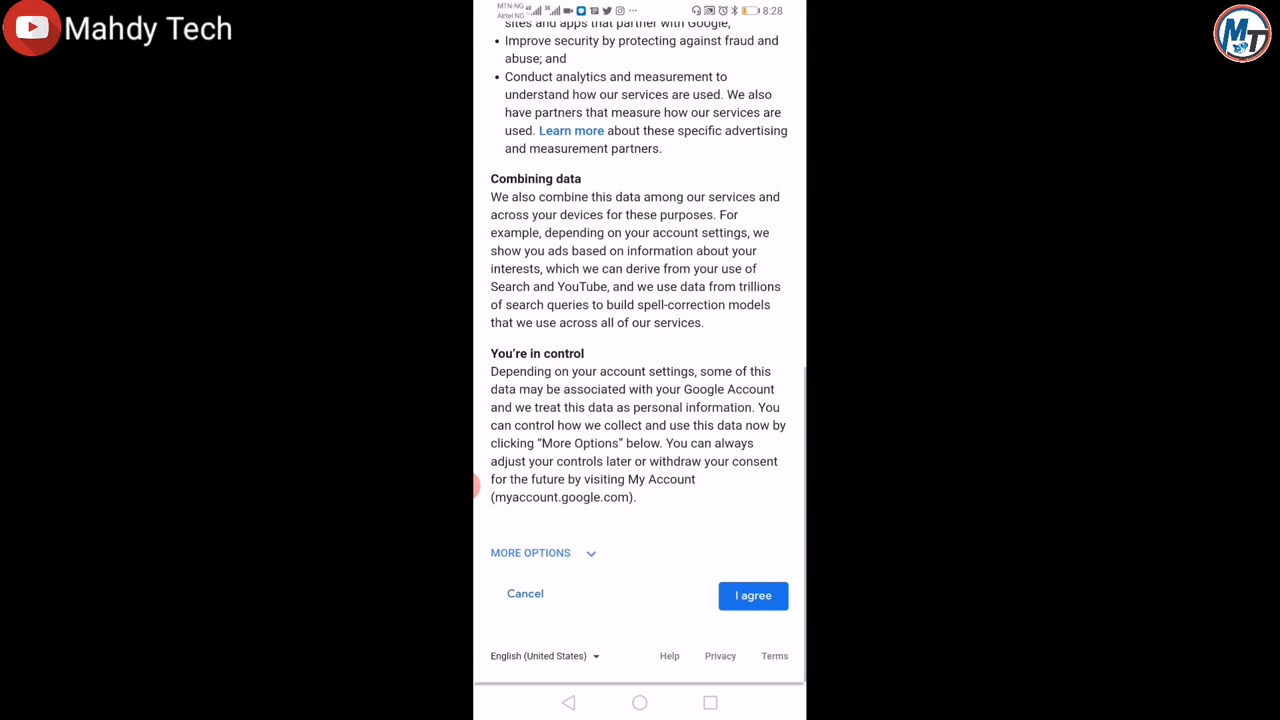 Mahdy Tech
MTN-NG
Airtel NG
8:28
MT
sites and apps that partner with Google;
• Improve security by protecting against fraud and
abuse; and
• Conduct analytics and measurement to
understand how our services are used. We also
have partners that measure how our services are
used. Learn more about these specific advertising
and measurement partners.
Combining data
We also combine this data among our services and
across your devices for these purposes. For
example, depending on your account settings, we
show you ads based on information about your
interests, which we can derive from your use of
Search and YouTube, and we use data from trillions
of search queries to build spell-correction models
that we use across all of our services.
You’re in control
Depending on your account settings, some of this
data may be associated with your Google Account
and we treat this data as personal information. You
can control how we collect and use this data now by
clicking “More Options” below. You can always
adjust your controls later or withdraw your consent
for the future by visiting My Account
(myaccount.google.com).
MORE OPTIONS
Cancel
I agree
English (United States)
Help
Privacy
Terms